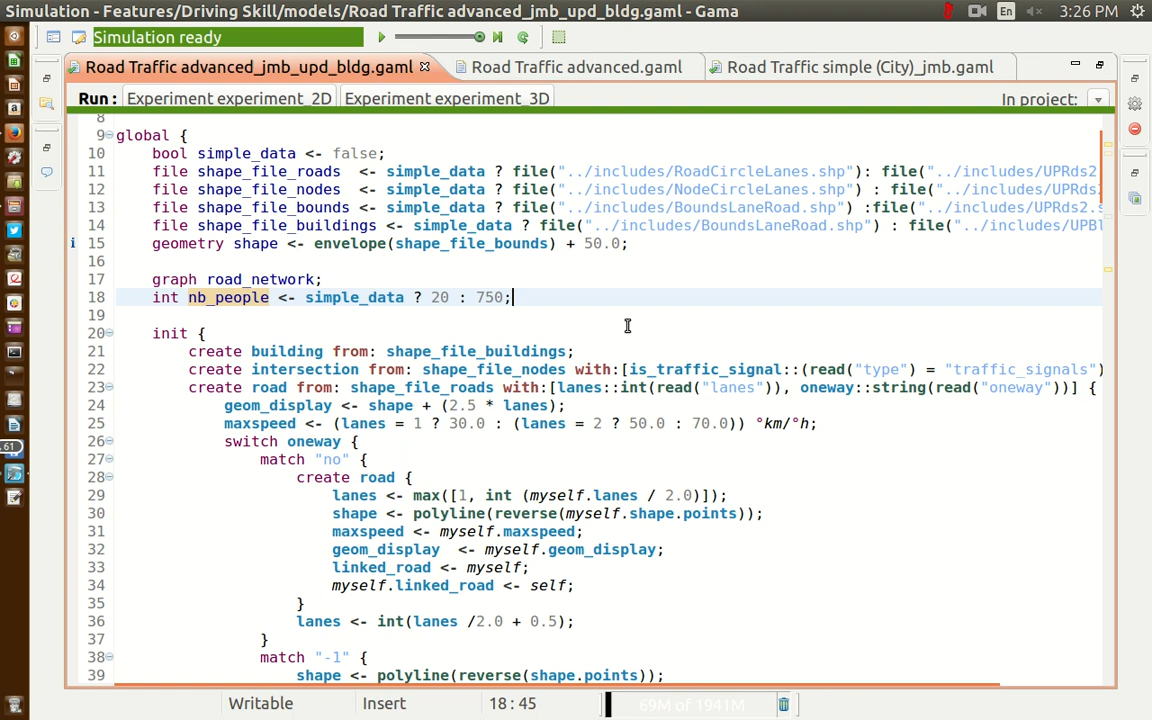 Simulation - Features/Driving Skill/models/Road Traffic advanced_jmb_upd_bldg.gaml - Gama
En
3:26 PM
Simulation ready
Road Traffic advanced_jmb_upd_bldg.gaml
Road Traffic advanced.gaml
Road Traffic simple (City)_jmb.gaml
Run :
Experiment experiment_2D
Experiment experiment_3D
In project:
8
9 global {
10 bool simple_data <- false;
11 file shape_file_roads <- simple_data ? file("../includes/RoadCircleLanes.shp"): file("../includes/UPRds2
12 file shape_file_nodes <- simple_data ? file("../includes/NodeCircleLanes.shp") : file("../includes/UPRds
13 file shape_file_bounds <- simple_data ? file("../includes/BoundsLaneRoad.shp") :file("../includes/UPRds2.s
14 file shape_file_buildings <- simple_data ? file("../includes/BoundsLaneRoad.shp") : file("../includes/UPBl
15 geometry shape <- envelope(shape_file_bounds) + 50.0;
16
17 graph road_network;
18 int nb_people <- simple_data ? 20 : 750;
19
20 init {
21 create building from: shape_file_buildings;
22 create intersection from: shape_file_nodes with:[is_traffic_signal::(read("type") = "traffic_signals")
23 create road from: shape_file_roads with:[lanes::int(read("lanes")), oneway::string(read("oneway"))] {
24 geom_display <- shape + (2.5 * lanes);
25 maxspeed <- (lanes = 1 ? 30.0 : (lanes = 2 ? 50.0 : 70.0)) °km/°h;
26 switch oneway {
27 match "no" {
28 create road {
29 lanes <- max([1, int (myself.lanes / 2.0)]);
30 shape <- polyline(reverse(myself.shape.points));
31 maxspeed <- myself.maxspeed;
32 geom_display <- myself.geom_display;
33 linked_road <- myself;
34 myself.linked_road <- self;
35 }
36 lanes <- int(lanes /2.0 + 0.5);
37 }
38 match "-1" {
39 shape <- polyline(reverse(shape.points));
.61
Writable
Insert
18 : 45
69M of 1941M